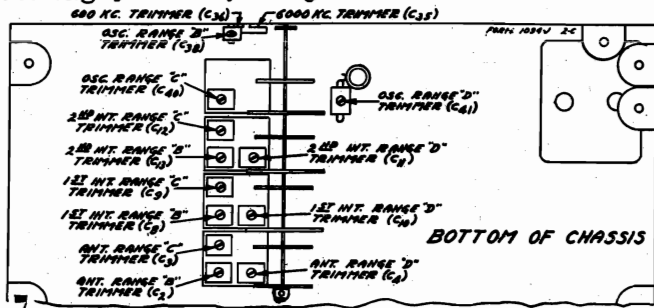 600 KC. TRIMMER (C36)
6000 KC. TRIMMER (C35)
OSC. RANGE "B"
TRIMMER (C38)
OSC. RANGE "C"
TRIMMER (C40)
OSC. RANGE "D"
TRIMMER (C41)
2ND INT. RANGE "C"
TRIMMER (C12)
2ND INT. RANGE "B"
TRIMMER (C13)
2ND INT. RANGE "D"
TRIMMER (C11)
1ST INT. RANGE "C"
TRIMMER (C9)
1ST INT. RANGE "B"
TRIMMER (C8)
1ST INT. RANGE "D"
TRIMMER (C10)
ANT. RANGE "C"
TRIMMER (C3)
ANT. RANGE "B"
TRIMMER (C2)
ANT. RANGE "D"
TRIMMER (C4)
BOTTOM OF CHASSIS